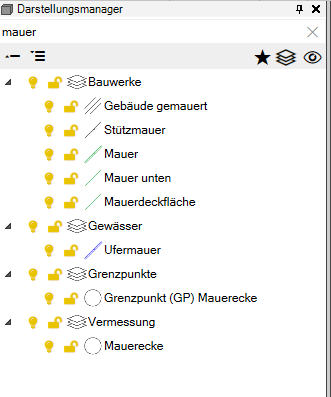 Darstellungsmanager
mauer
Bauwerke
Gebäude gemauert
Stützmauer
Mauer
Mauer unten
Mauerdeckfläche
Gewässer
Ufermauer
Grenzpunkte
Grenzpunkt (GP) Mauerecke
Vermessung
Mauerecke